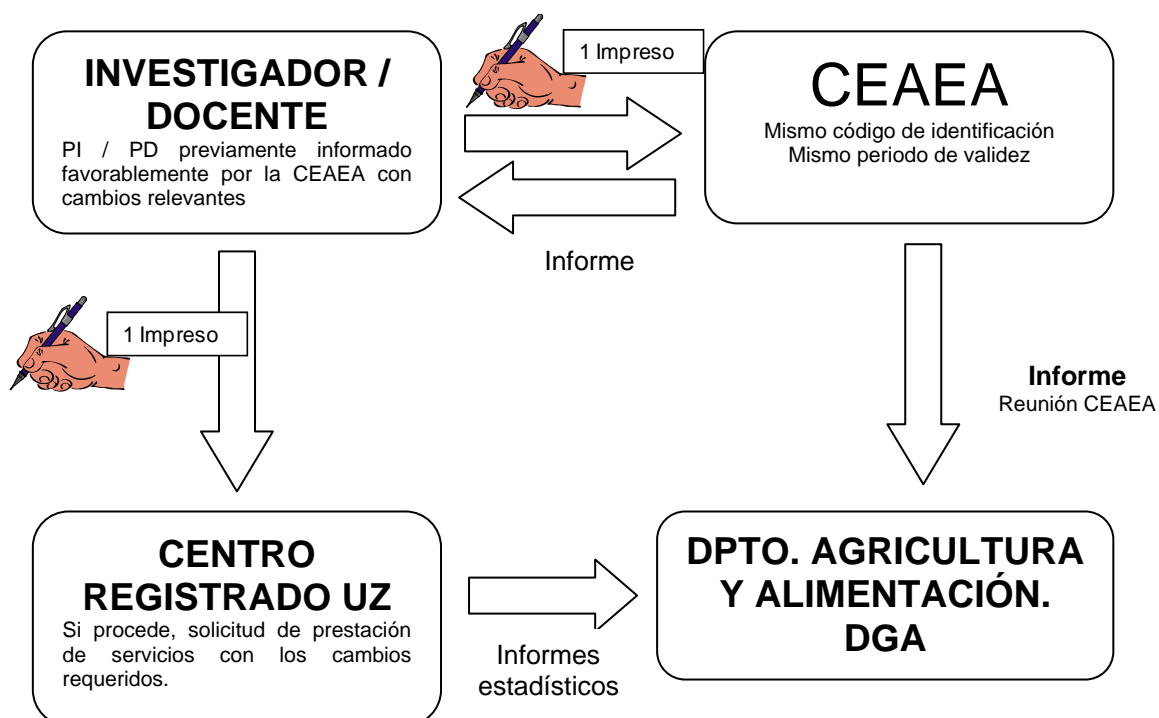 INVESTIGADOR /
DOCENTE
PI / PD previamente informado
favorablemente por la CEAEA con
cambios relevantes
1 Impreso
CEAEA
Mismo código de identificación
Mismo periodo de validez
Informe
1 Impreso
Informe
Reunión CEAEA
CENTRO
REGISTRADO UZ
Si procede, solicitud de prestación
de servicios con los cambios
requeridos.
Informes
estadísticos
DPTO. AGRICULTURA
Y ALIMENTACIÓN.
DGA